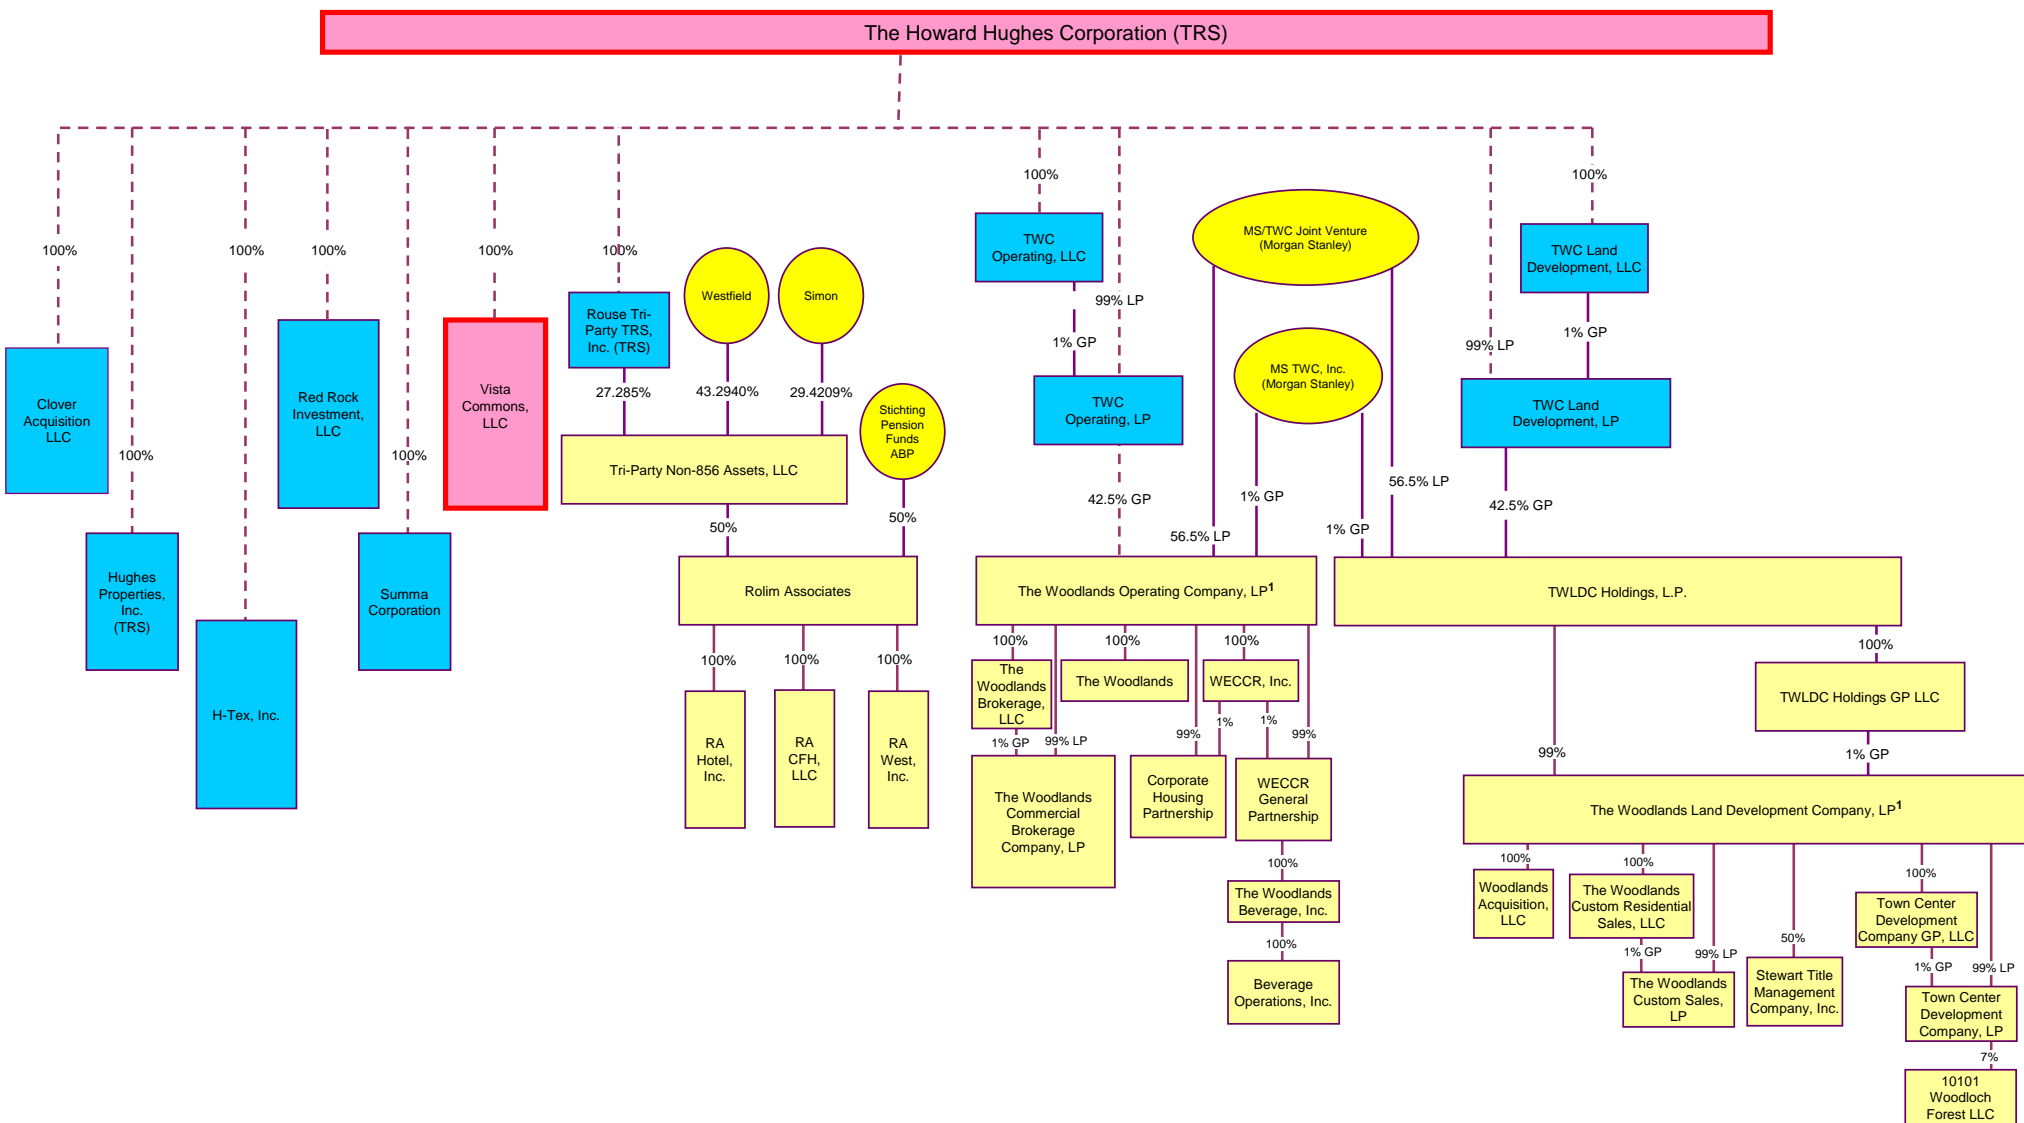 The Howard Hughes Corporation (TRS)
100%
100%
100%
100%
100%
100%
100%
100%
100%
100%
Clover
Acquisition
LLC
Hughes
Properties,
Inc.
(TRS)
H-Tex, Inc.
Red Rock
Investment,
LLC
Summa
Corporation
Vista
Commons,
LLC
Rouse Tri-
Party TRS,
Inc. (TRS)
Westfield
Simon
27.285%
43.2940%
29.4209%
Stichting
Pension
Funds
ABP
Tri-Party Non-856 Assets, LLC
50%
50%
Rolim Associates
100%
100%
100%
RA
Hotel,
Inc.
RA
CFH,
LLC
RA
West,
Inc.
TWC
Operating, LLC
99% LP
1% GP
TWC
Operating, LP
42.5% GP
MS/TWC Joint Venture
(Morgan Stanley)
MS TWC, Inc.
(Morgan Stanley)
56.5% LP
1% GP
1% GP
56.5% LP
TWC Land
Development, LLC
99% LP
1% GP
TWC Land
Development, LP
42.5% GP
The Woodlands Operating Company, LP1
TWLDC Holdings, L.P.
100%
100%
100%
The
Woodlands
Brokerage,
LLC
The Woodlands
WECCR, Inc.
1% GP
99% LP
99%
1%
1%
99%
The Woodlands
Commercial
Brokerage
Company, LP
Corporate
Housing
Partnership
WECCR
General
Partnership
100%
The Woodlands
Beverage, Inc.
100%
Beverage
Operations, Inc.
100%
TWLDC Holdings GP LLC
99%
1% GP
The Woodlands Land Development Company, LP1
100%
100%
99% LP
50%
100%
99% LP
Woodlands
Acquisition,
LLC
The Woodlands
Custom Residential
Sales, LLC
1% GP
The Woodlands
Custom Sales,
LP
Stewart Title
Management
Company, Inc.
Town Center
Development
Company GP, LLC
1% GP
Town Center
Development
Company, LP
7%
10101
Woodloch
Forest LLC